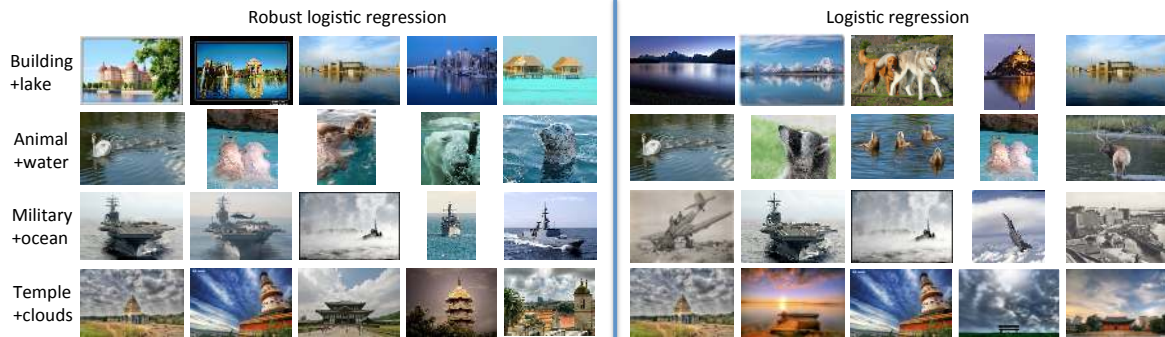 Robust logistic regression
Logistic regression
Building
+lake
Animal
+water
Military
+ocean
Temple
+clouds